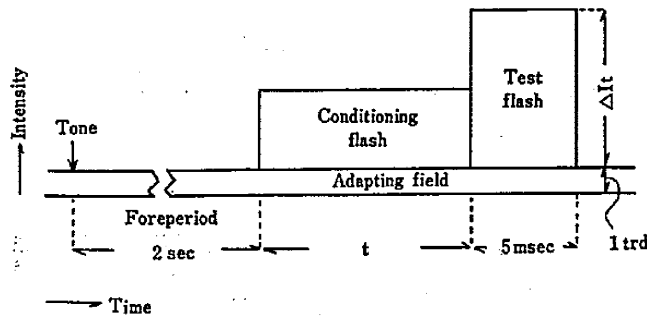 Intensity
Tone
Conditioning
flash
Test
flash
ΔIt
Adapting field
Foreperiod
1 trd
2 sec
t
5 msec
Time